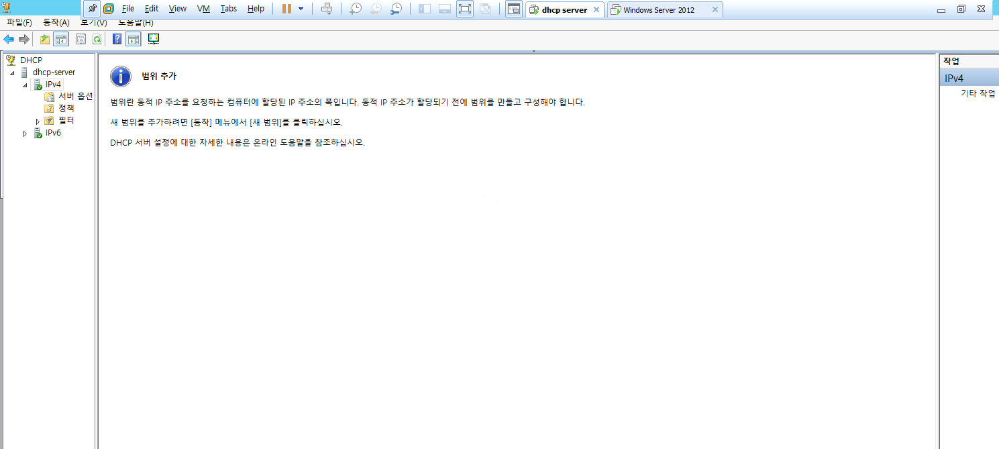 File Edit View VM Tabs Help dhcp server Windows Server 2012
파일(F) 동작(A) 보기(V) 도움말(H)
DHCP
dhcp-server
IPv4
서버 옵션
정책
필터
IPv6
범위 추가
범위란 동적 IP 주소를 요청하는 컴퓨터에 할당된 IP 주소의 폭입니다. 동적 IP 주소가 할당되기 전에 범위를 만들고 구성해야 합니다.
새 범위를 추가하려면 [동작] 메뉴에서 [새 범위]를 클릭하십시오.
DHCP 서버 설정에 대한 자세한 내용은 온라인 도움말을 참조하십시오.
작업
IPv4
기타 작업